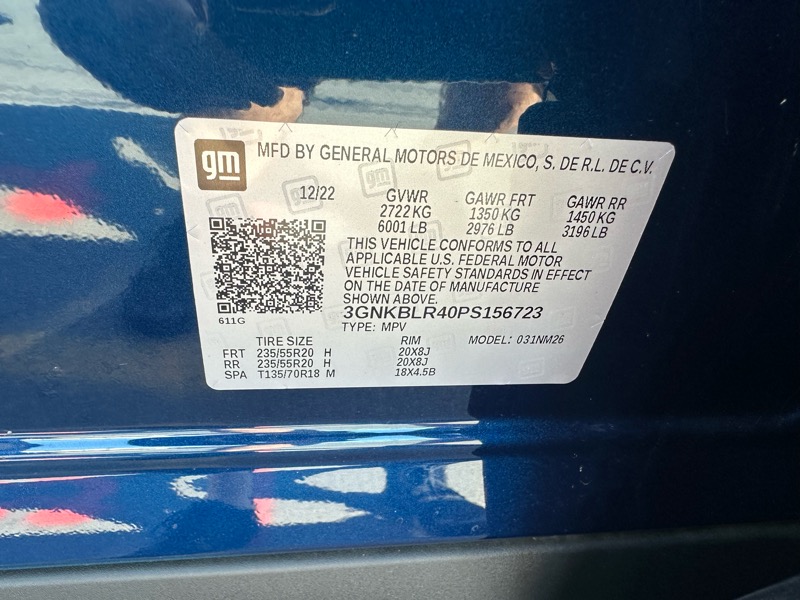 gm MFD BY GENERAL MOTORS DE MEXICO, S. DE R.L. DE C.V.
12/22 GVWR GAWR FRT GAWR RR
2722 KG 1350 KG 1450 KG
6001 LB 2976 LB 3196 LB
THIS VEHICLE CONFORMS TO ALL
APPLICABLE U.S. FEDERAL MOTOR
VEHICLE SAFETY STANDARDS IN EFFECT
ON THE DATE OF MANUFACTURE
SHOWN ABOVE.
3GNKBLR40PS156723
611G
TYPE: MPV MODEL: 031NM26
TIRE SIZE RIM
FRT 235/55R20 H 20X8J
RR 235/55R20 H 20X8J
SPA T135/70R18 M 18X4.5B